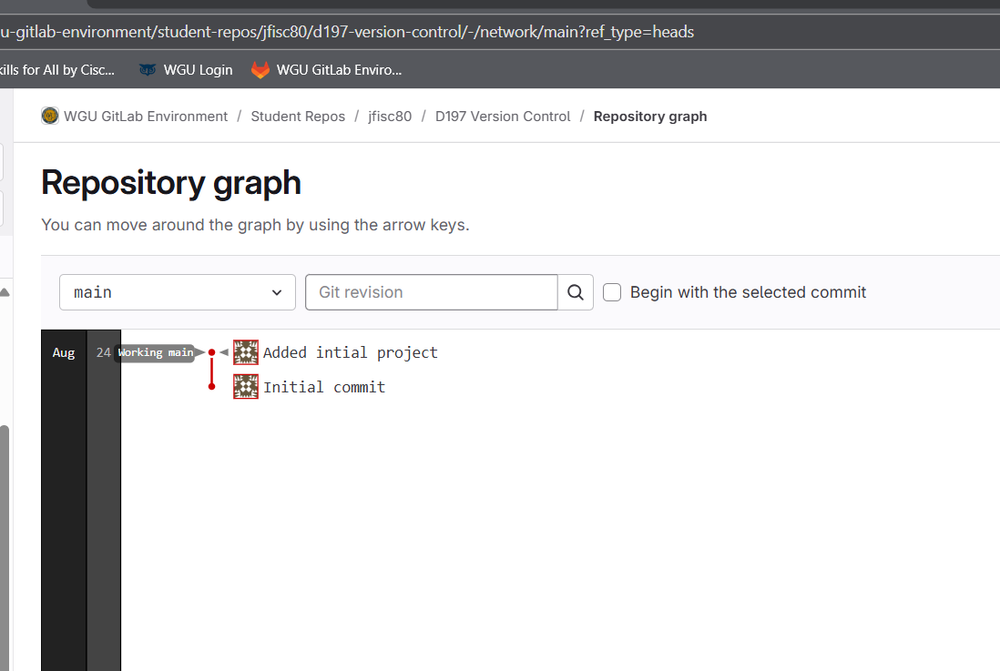 u-gitlab-environment/student-repos/jfisc80/d197-version-control/-/network/main?ref_type=heads
kills for All by Cisc... WGU Login WGU GitLab Enviro...
WGU GitLab Environment / Student Repos / jfisc80 / D197 Version Control / Repository graph
Repository graph
You can move around the graph by using the arrow keys.
main Git revision Begin with the selected commit
Aug 24 Working main Added intial project
Initial commit